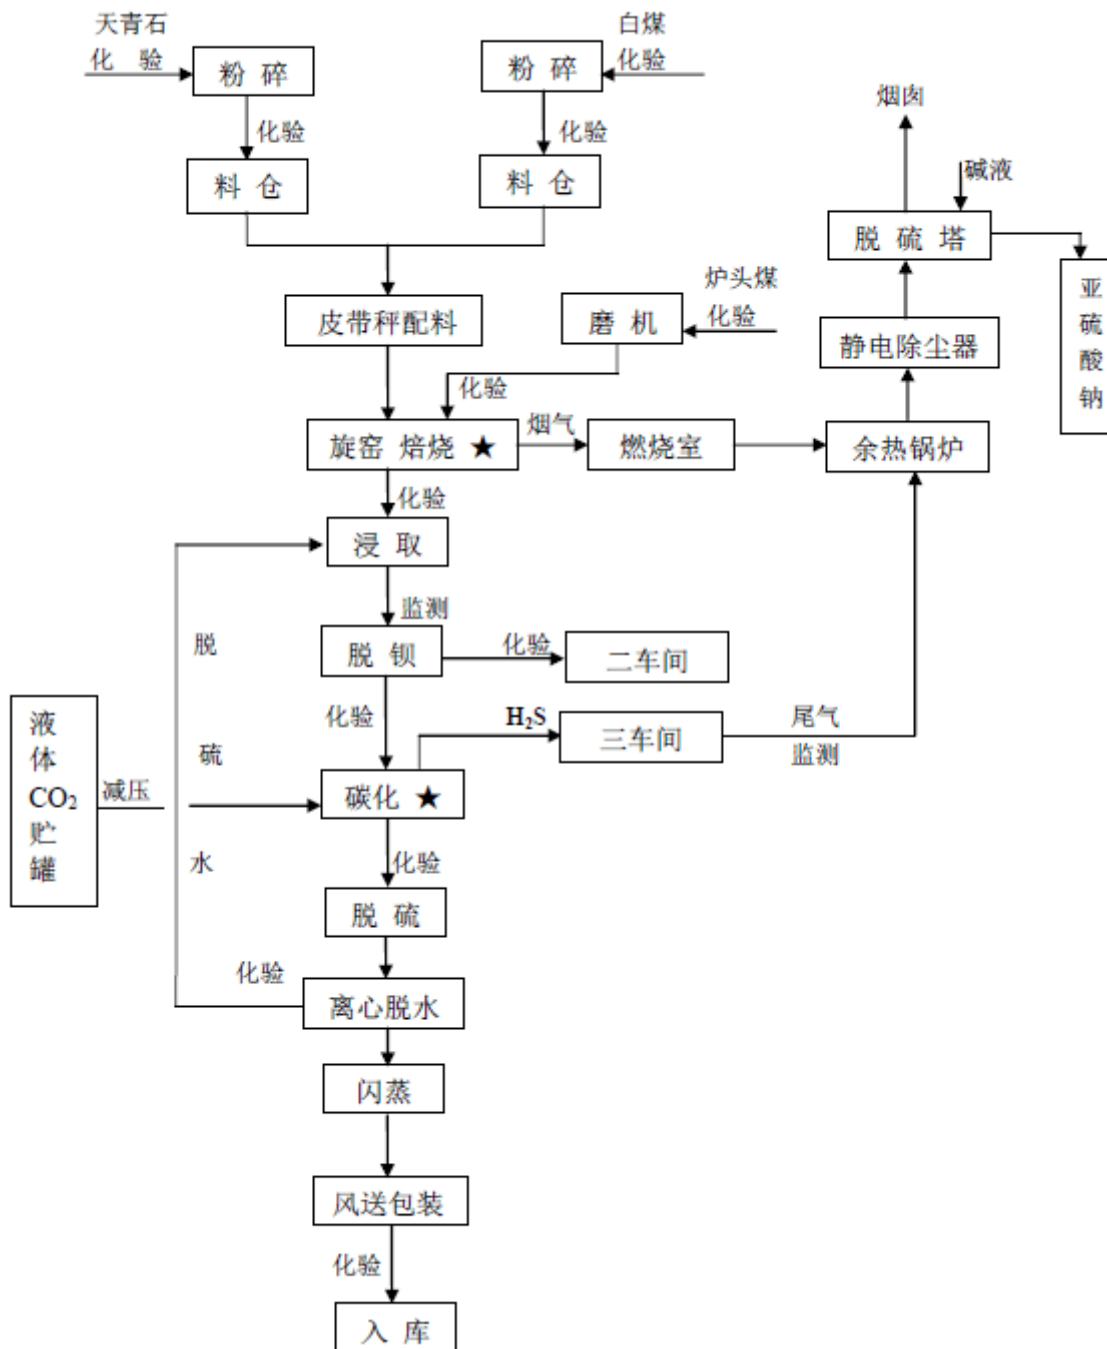 天青石
化 验
粉 碎
白煤
化验
粉 碎
化验
化验
料 仓
料 仓
烟囱
碱液
脱 硫 塔
亚
硫
酸
钠
皮带秤配料
磨 机
炉头煤
化验
静电除尘器
化验
旋窑 焙烧 ★
烟气
燃烧室
余热锅炉
化验
浸 取
监测
脱 钡
化验
二车间
化验
H₂S
三车间
尾气
监测
脱
硫
水
液
体
CO₂
贮
罐
减压
碳化 ★
化验
脱 硫
化验
离心脱水
闪蒸
风送包装
化验
入 库